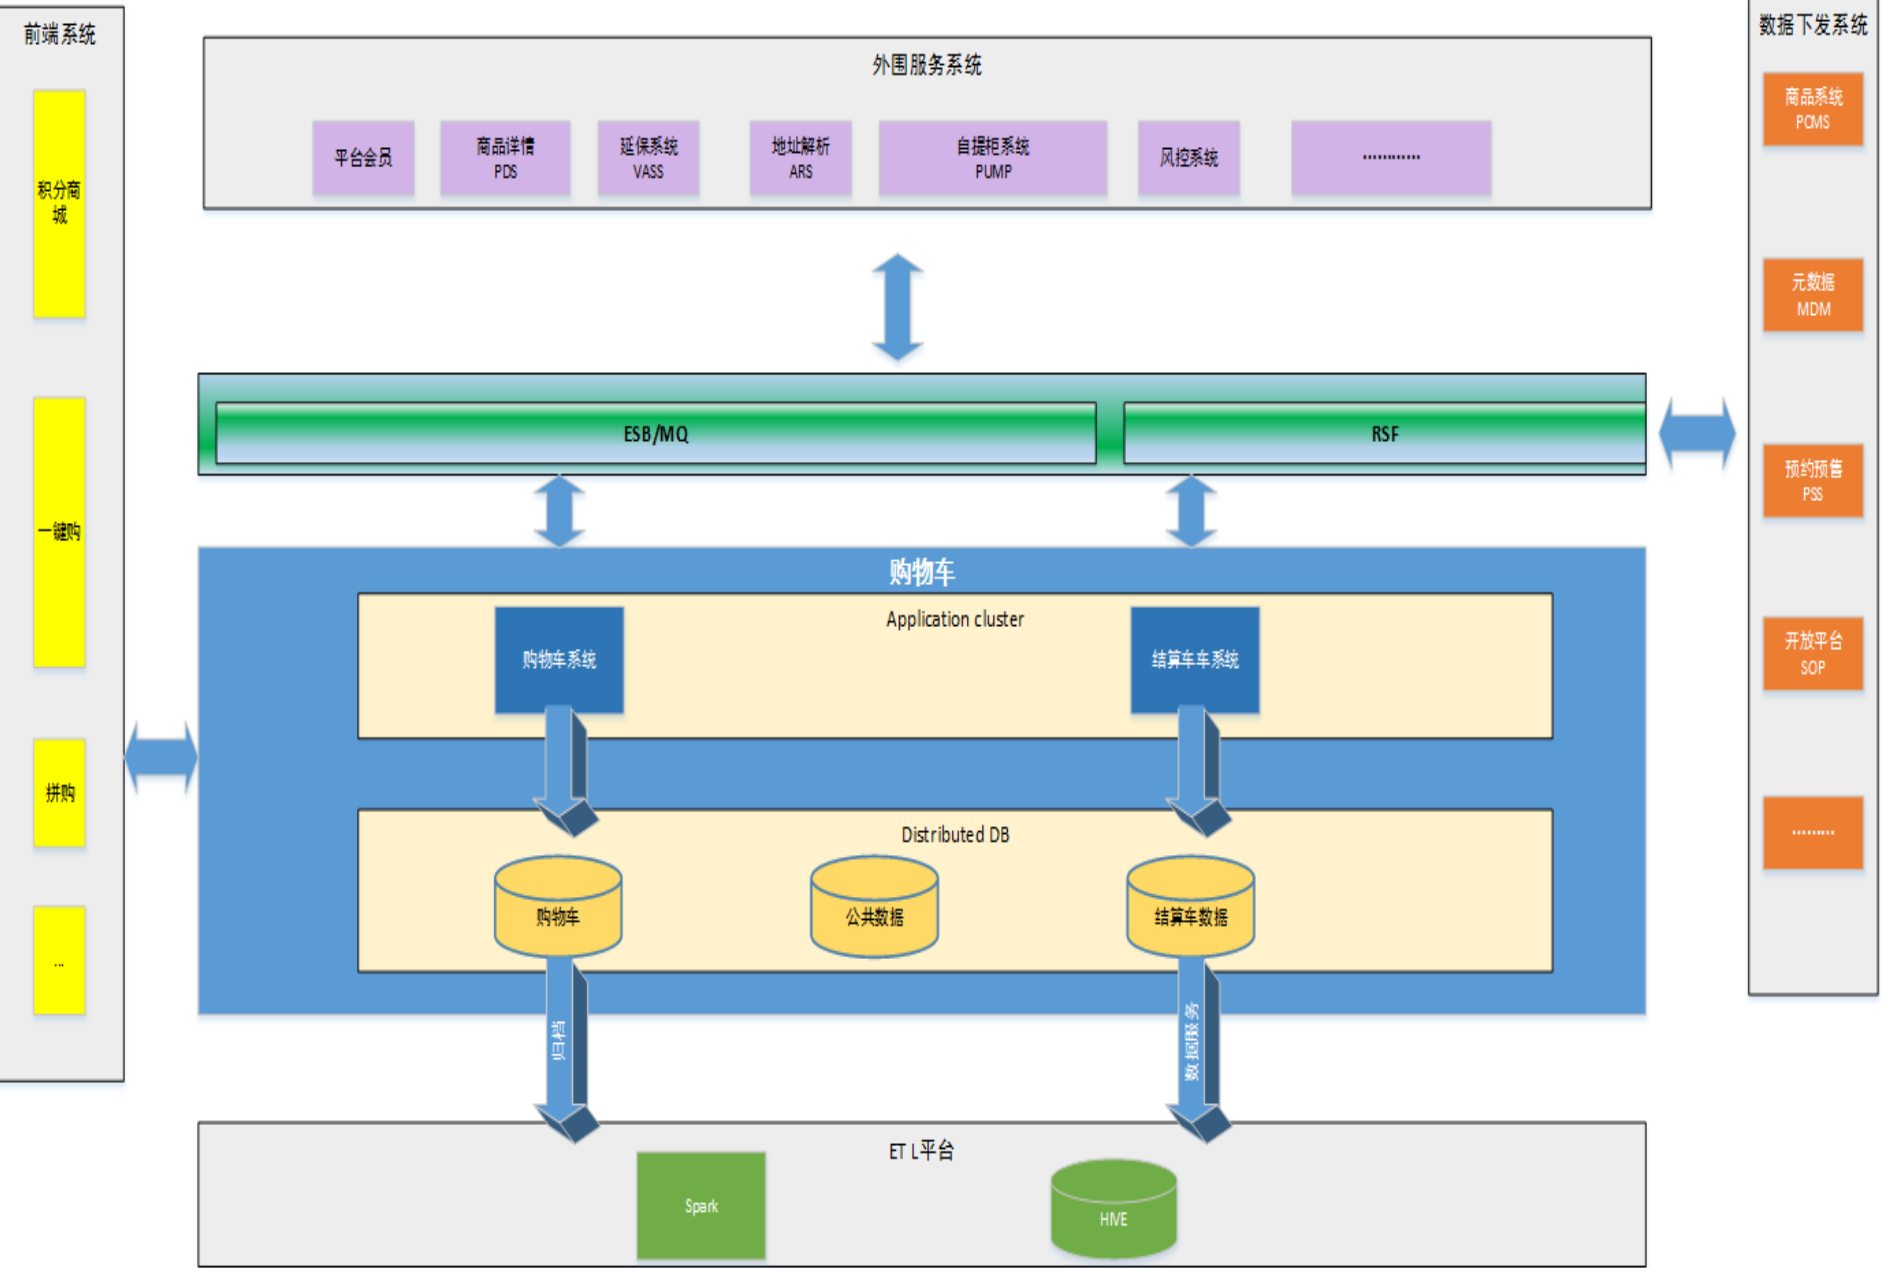 前端系统
积分商
城
一键购
拼购
...
外围服务系统
平台会员
商品详情
PDS
延保系统
VASS
地址解析
ARS
自提柜系统
PUMP
风控系统
…………
ESB/MQ
RSF
购物车
Application cluster
购物车系统
结算车车系统
Distributed DB
购物车
公共数据
结算车数据
归档
数据服务
ET L平台
Spark
HIVE
数据下发系统
商品系统
PCMS
元数据
MDM
预约预售
PSS
开放平台
SOP
………